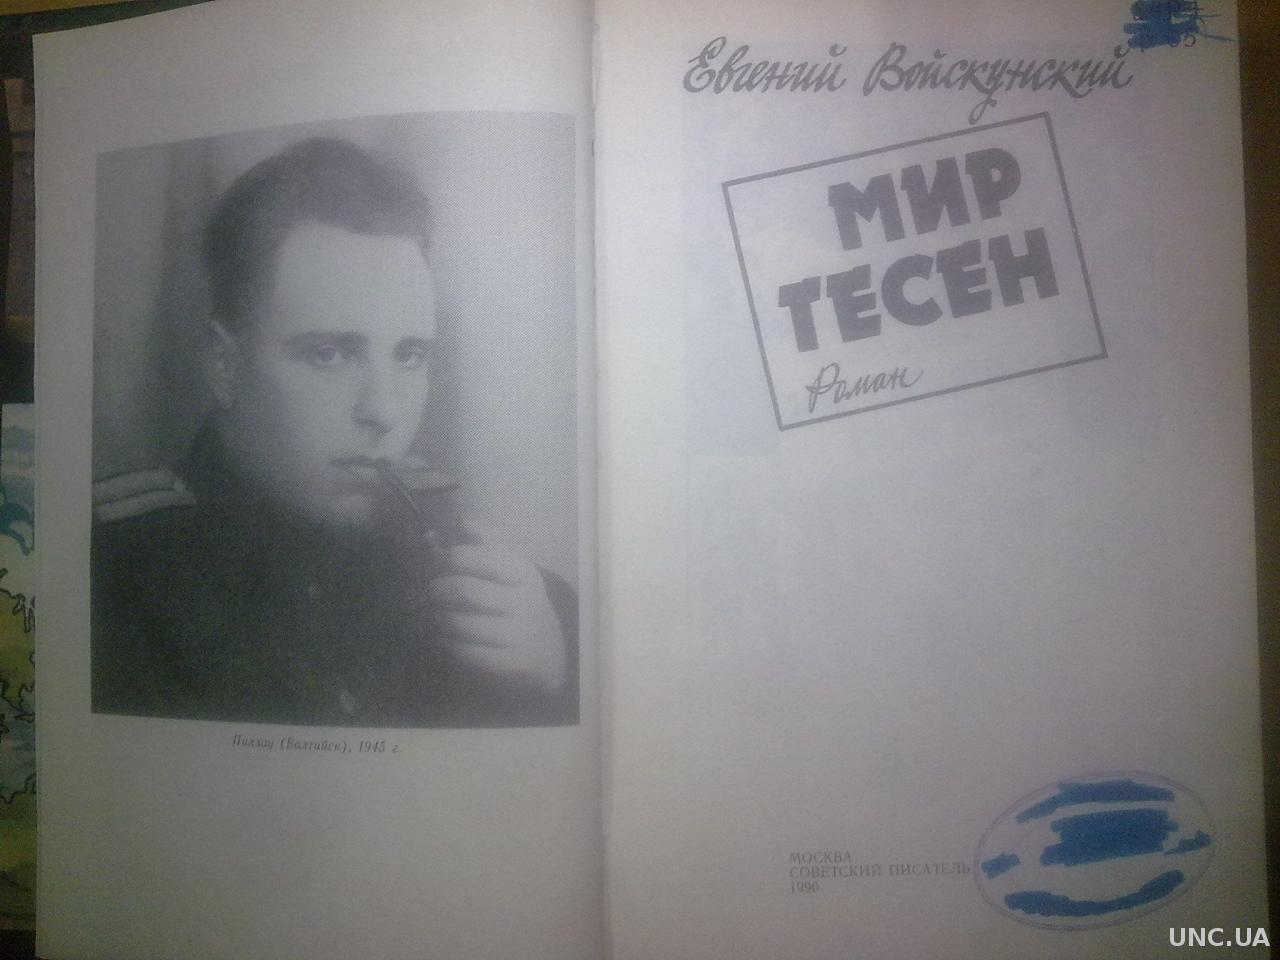 Пиллау (Балтийск), 1945 г.
Евгений Войскунский
МИР
ТЕСЕН
Роман
МОСКВА
СОВЕТСКИЙ ПИСАТЕЛЬ
1990
UNC.UA